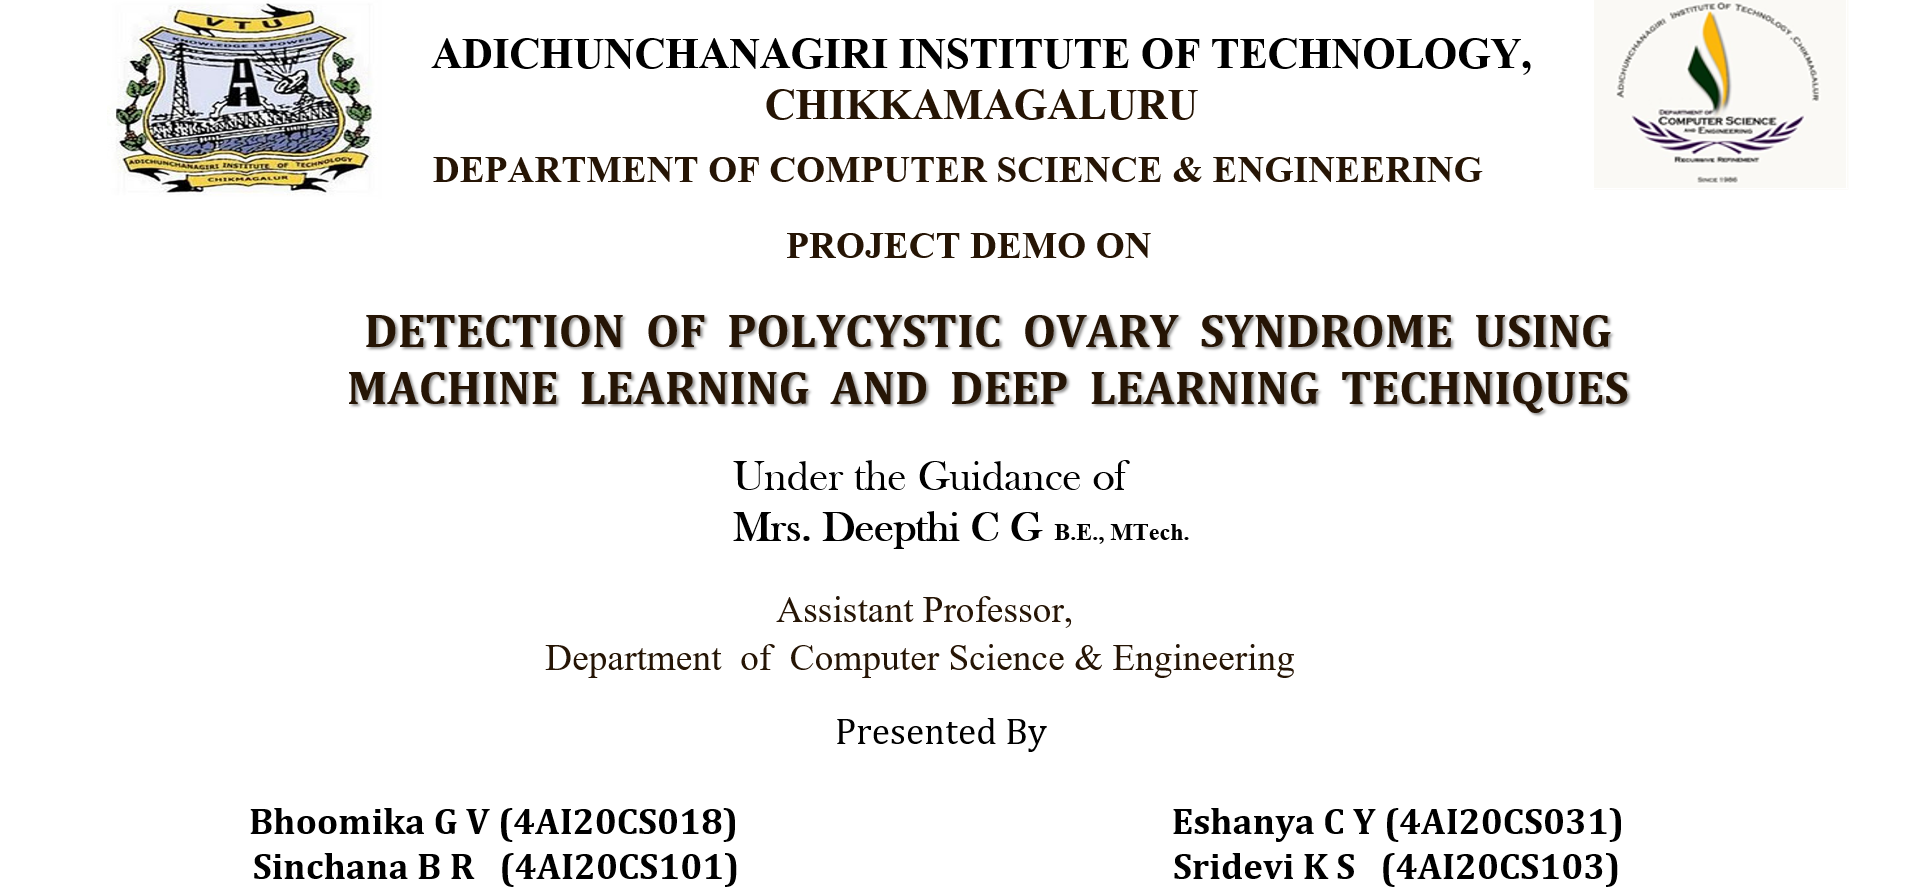 VTU
KNOWLEDGE IS POWER
AIT
ADICHUNCHANAGIRI INSTITUTE OF TECHNOLOGY
CHIKMAGALUR
ADICHUNCHANAGIRI INSTITUTE OF TECHNOLOGY,
CHIKKAMAGALURU
DEPARTMENT OF COMPUTER SCIENCE & ENGINEERING
ADICHUNCHANAGIRI INSTITUTE OF TECHNOLOGY, CHIKMAGALUR
DEPARTMENT OF
COMPUTER SCIENCE
AND ENGINEERING
RECURSIVE REFINEMENT
SINCE 1986
PROJECT DEMO ON
DETECTION OF POLYCYSTIC OVARY SYNDROME USING
MACHINE LEARNING AND DEEP LEARNING TECHNIQUES
Under the Guidance of
Mrs. Deepthi C G B.E., MTech.
Assistant Professor,
Department of Computer Science & Engineering
Presented By
Bhoomika G V (4AI20CS018) Eshanya C Y (4AI20CS031)
Sinchana B R (4AI20CS101) Sridevi K S (4AI20CS103)